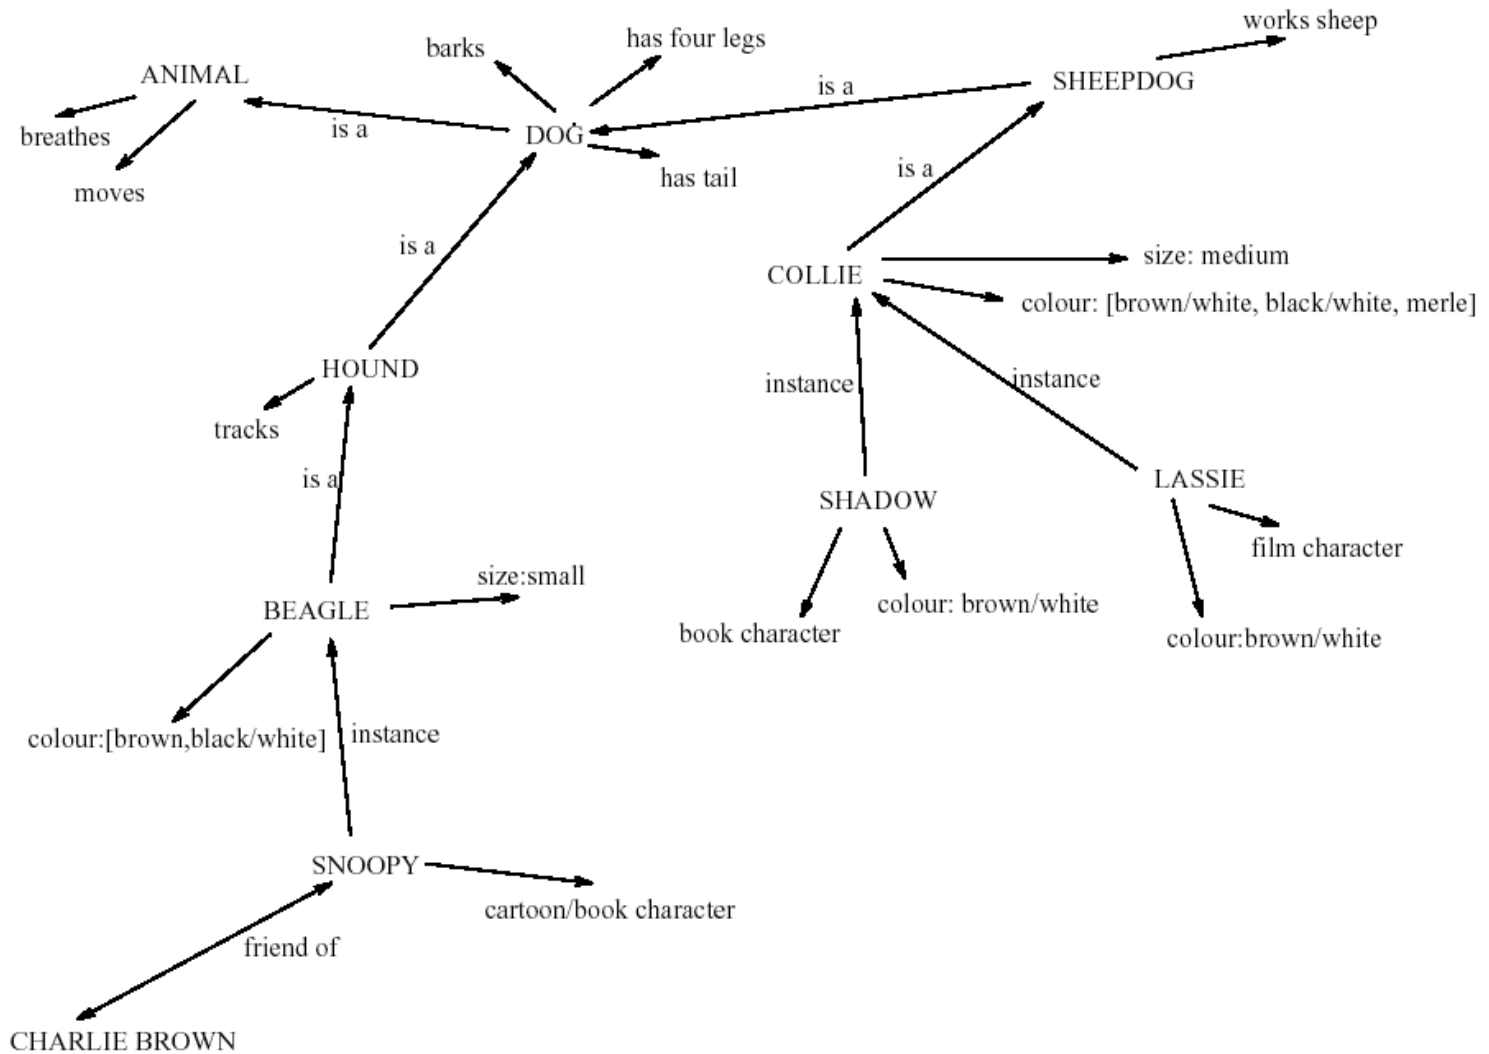 works sheep
has four legs
barks
ANIMAL
SHEEPDOG
is a
is a
breathes
DOG
is a
has tail
moves
is a
size: medium
COLLIE
colour: [brown/white, black/white, merle]
HOUND
instance
instance
tracks
is a
LASSIE
SHADOW
film character
size:small
colour: brown/white
BEAGLE
book character
colour:brown/white
colour:[brown,black/white]
instance
SNOOPY
cartoon/book character
friend of
CHARLIE BROWN